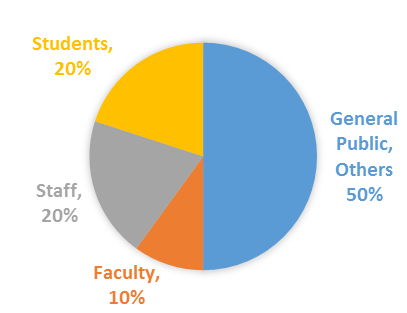 Students,
20%
General
Public,
Others
50%
Staff,
20%
Faculty,
10%